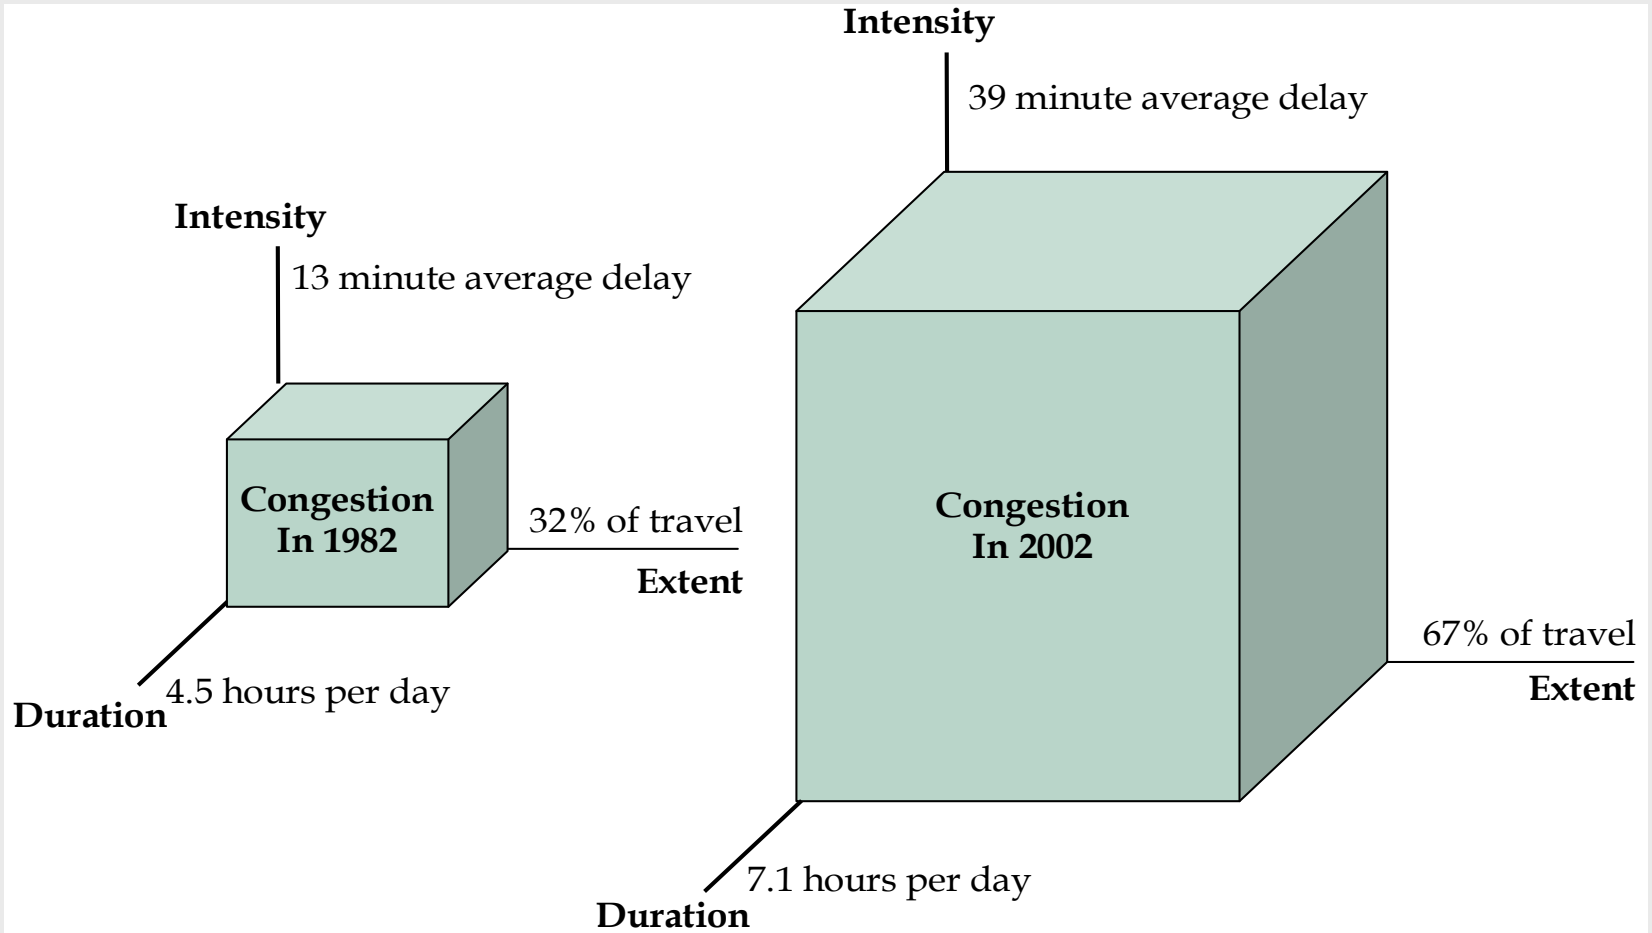 Intensity
13 minute average delay
Congestion
In 1982
32% of travel
Extent
4.5 hours per day
Duration
Intensity
39 minute average delay
Congestion
In 2002
67% of travel
Extent
7.1 hours per day
Duration